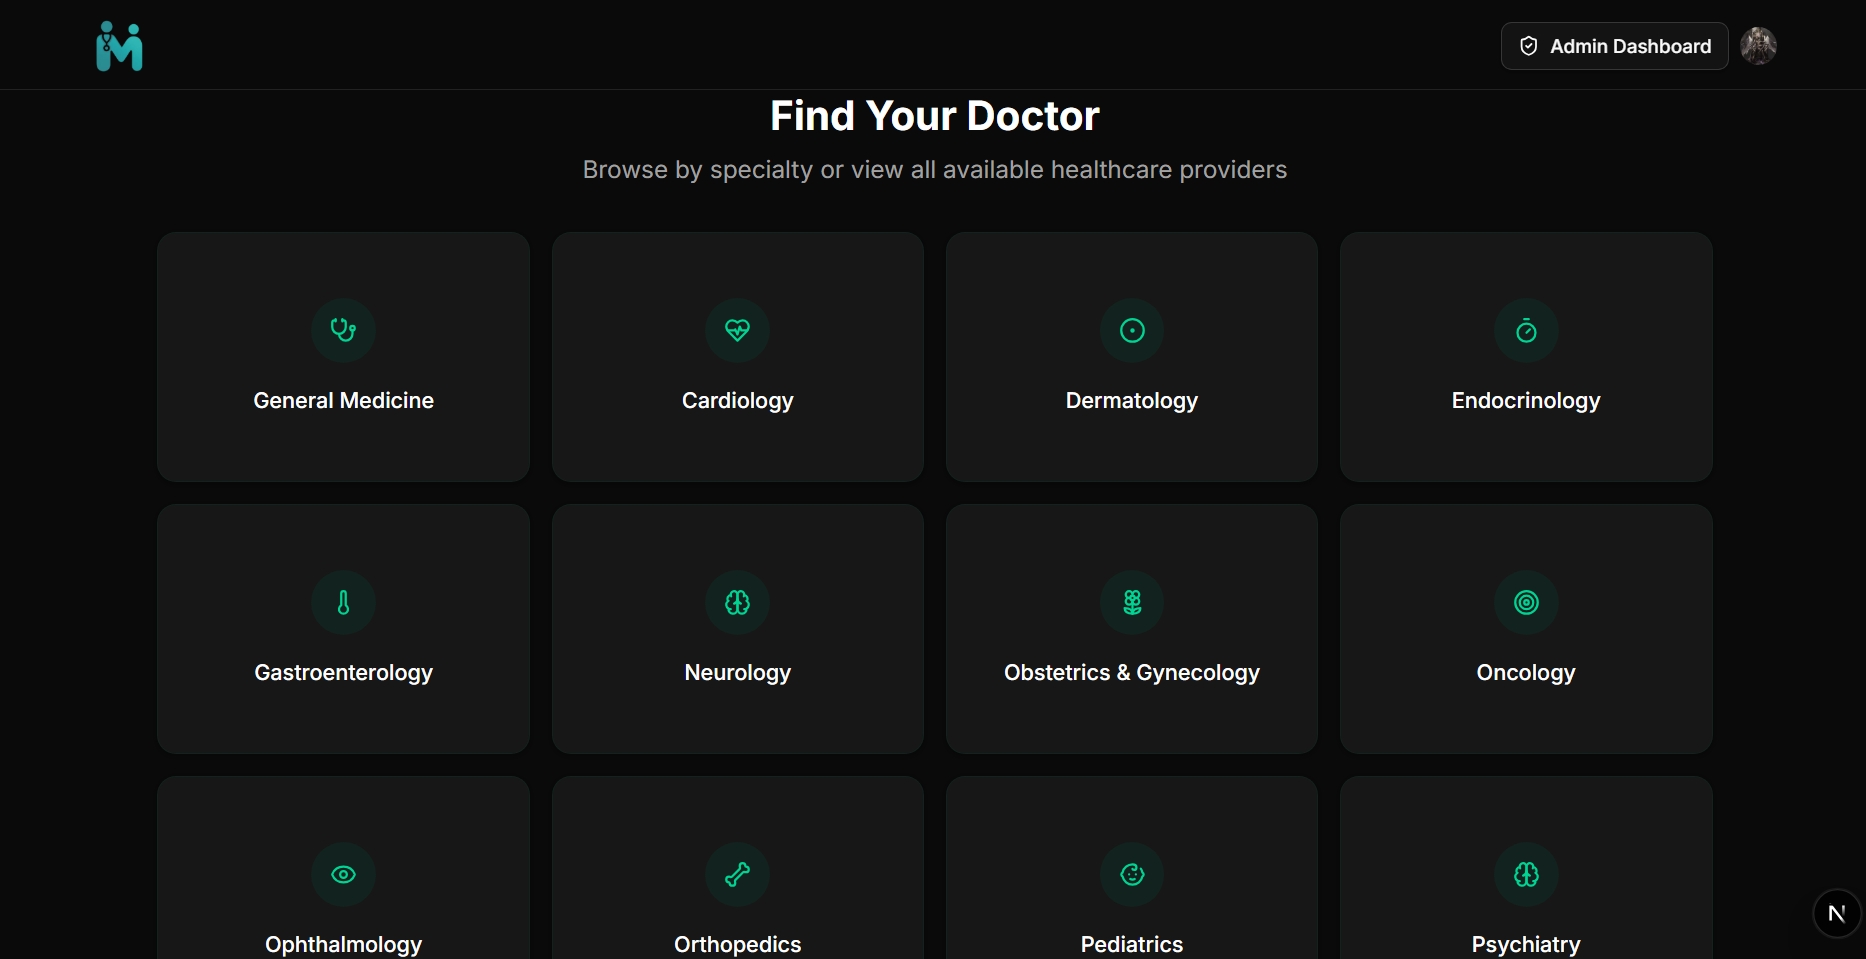 Admin Dashboard
Find Your Doctor
Browse by specialty or view all available healthcare providers
General Medicine
Cardiology
Dermatology
Endocrinology
Gastroenterology
Neurology
Obstetrics & Gynecology
Oncology
Ophthalmology
Orthopedics
Pediatrics
Psychiatry
N